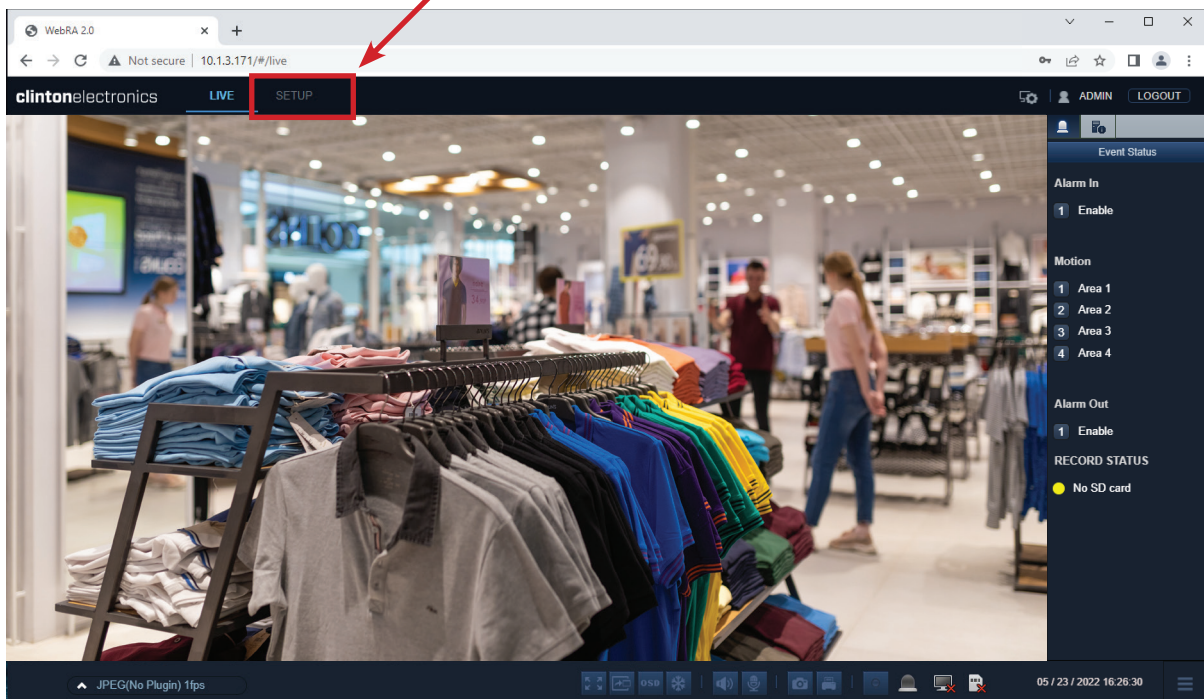 WebRA 2.0
Not secure 10.1.3.171/#/live
clintonelectronics LIVE SETUP ADMIN LOGOUT
Event Status
Alarm In
1 Enable
Motion
1 Area 1
2 Area 2
3 Area 3
4 Area 4
Alarm Out
1 Enable
RECORD STATUS
No SD card
69
JPEG(No Plugin) 1fps OSD 05 / 23 / 2022 16:26:30